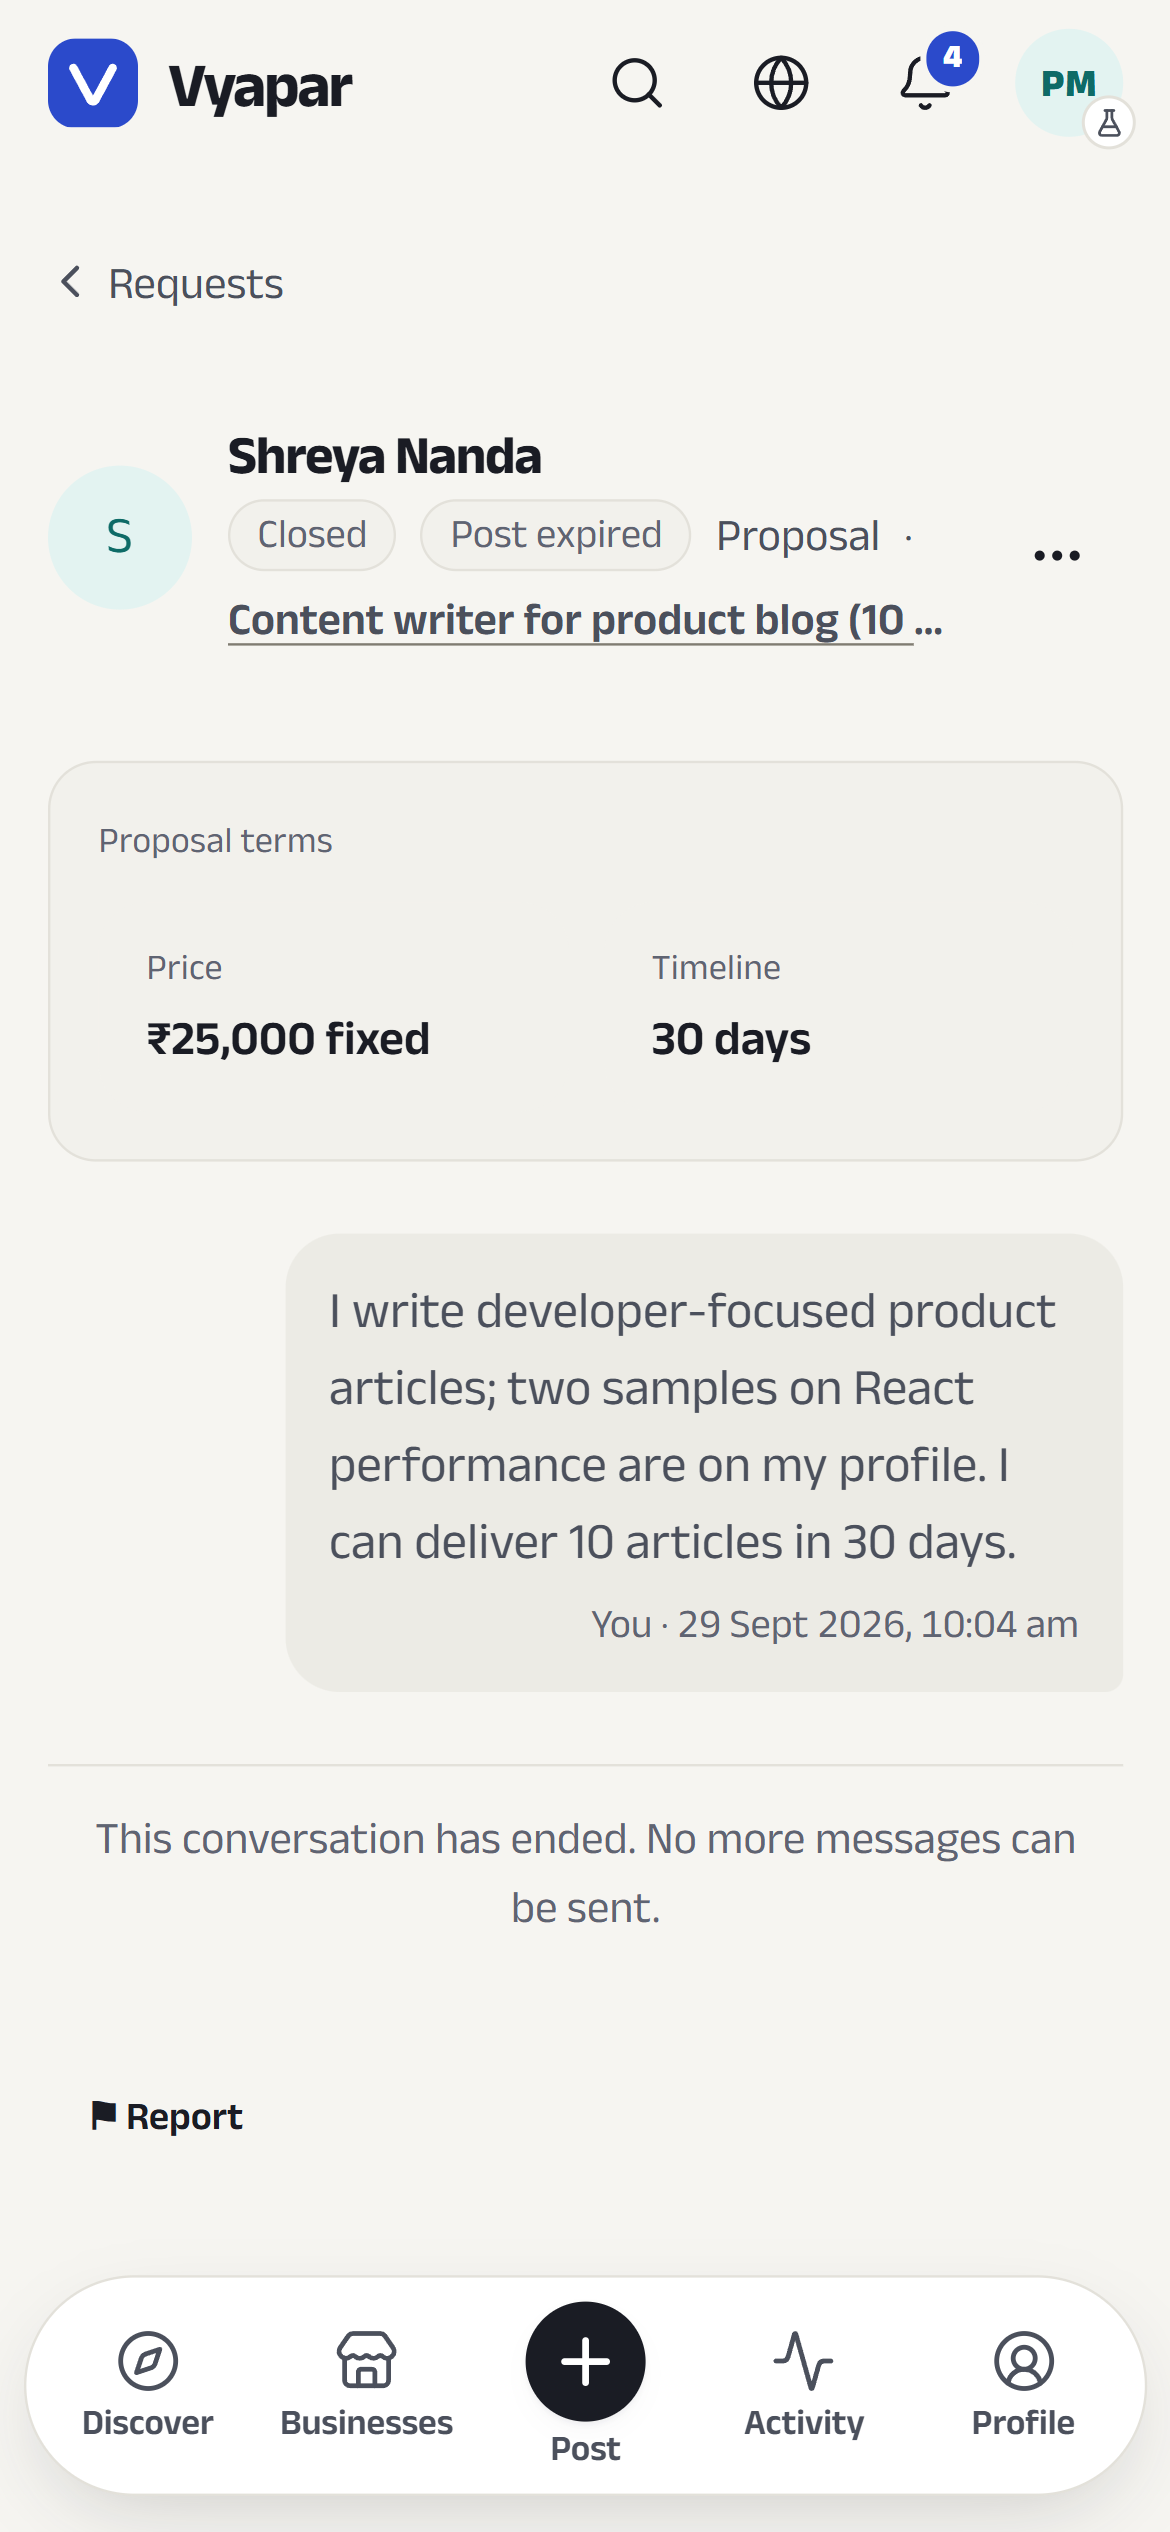 Vyapar
4
PM
Requests
Shreya Nanda
S
Closed
Post expired
Proposal ·
Content writer for product blog (10 ...
Proposal terms
Price
Timeline
₹25,000 fixed
30 days
I write developer-focused product
articles; two samples on React
performance are on my profile. I
can deliver 10 articles in 30 days.
You · 29 Sept 2026, 10:04 am
This conversation has ended. No more messages can
be sent.
Report
Discover
Businesses
Post
Activity
Profile